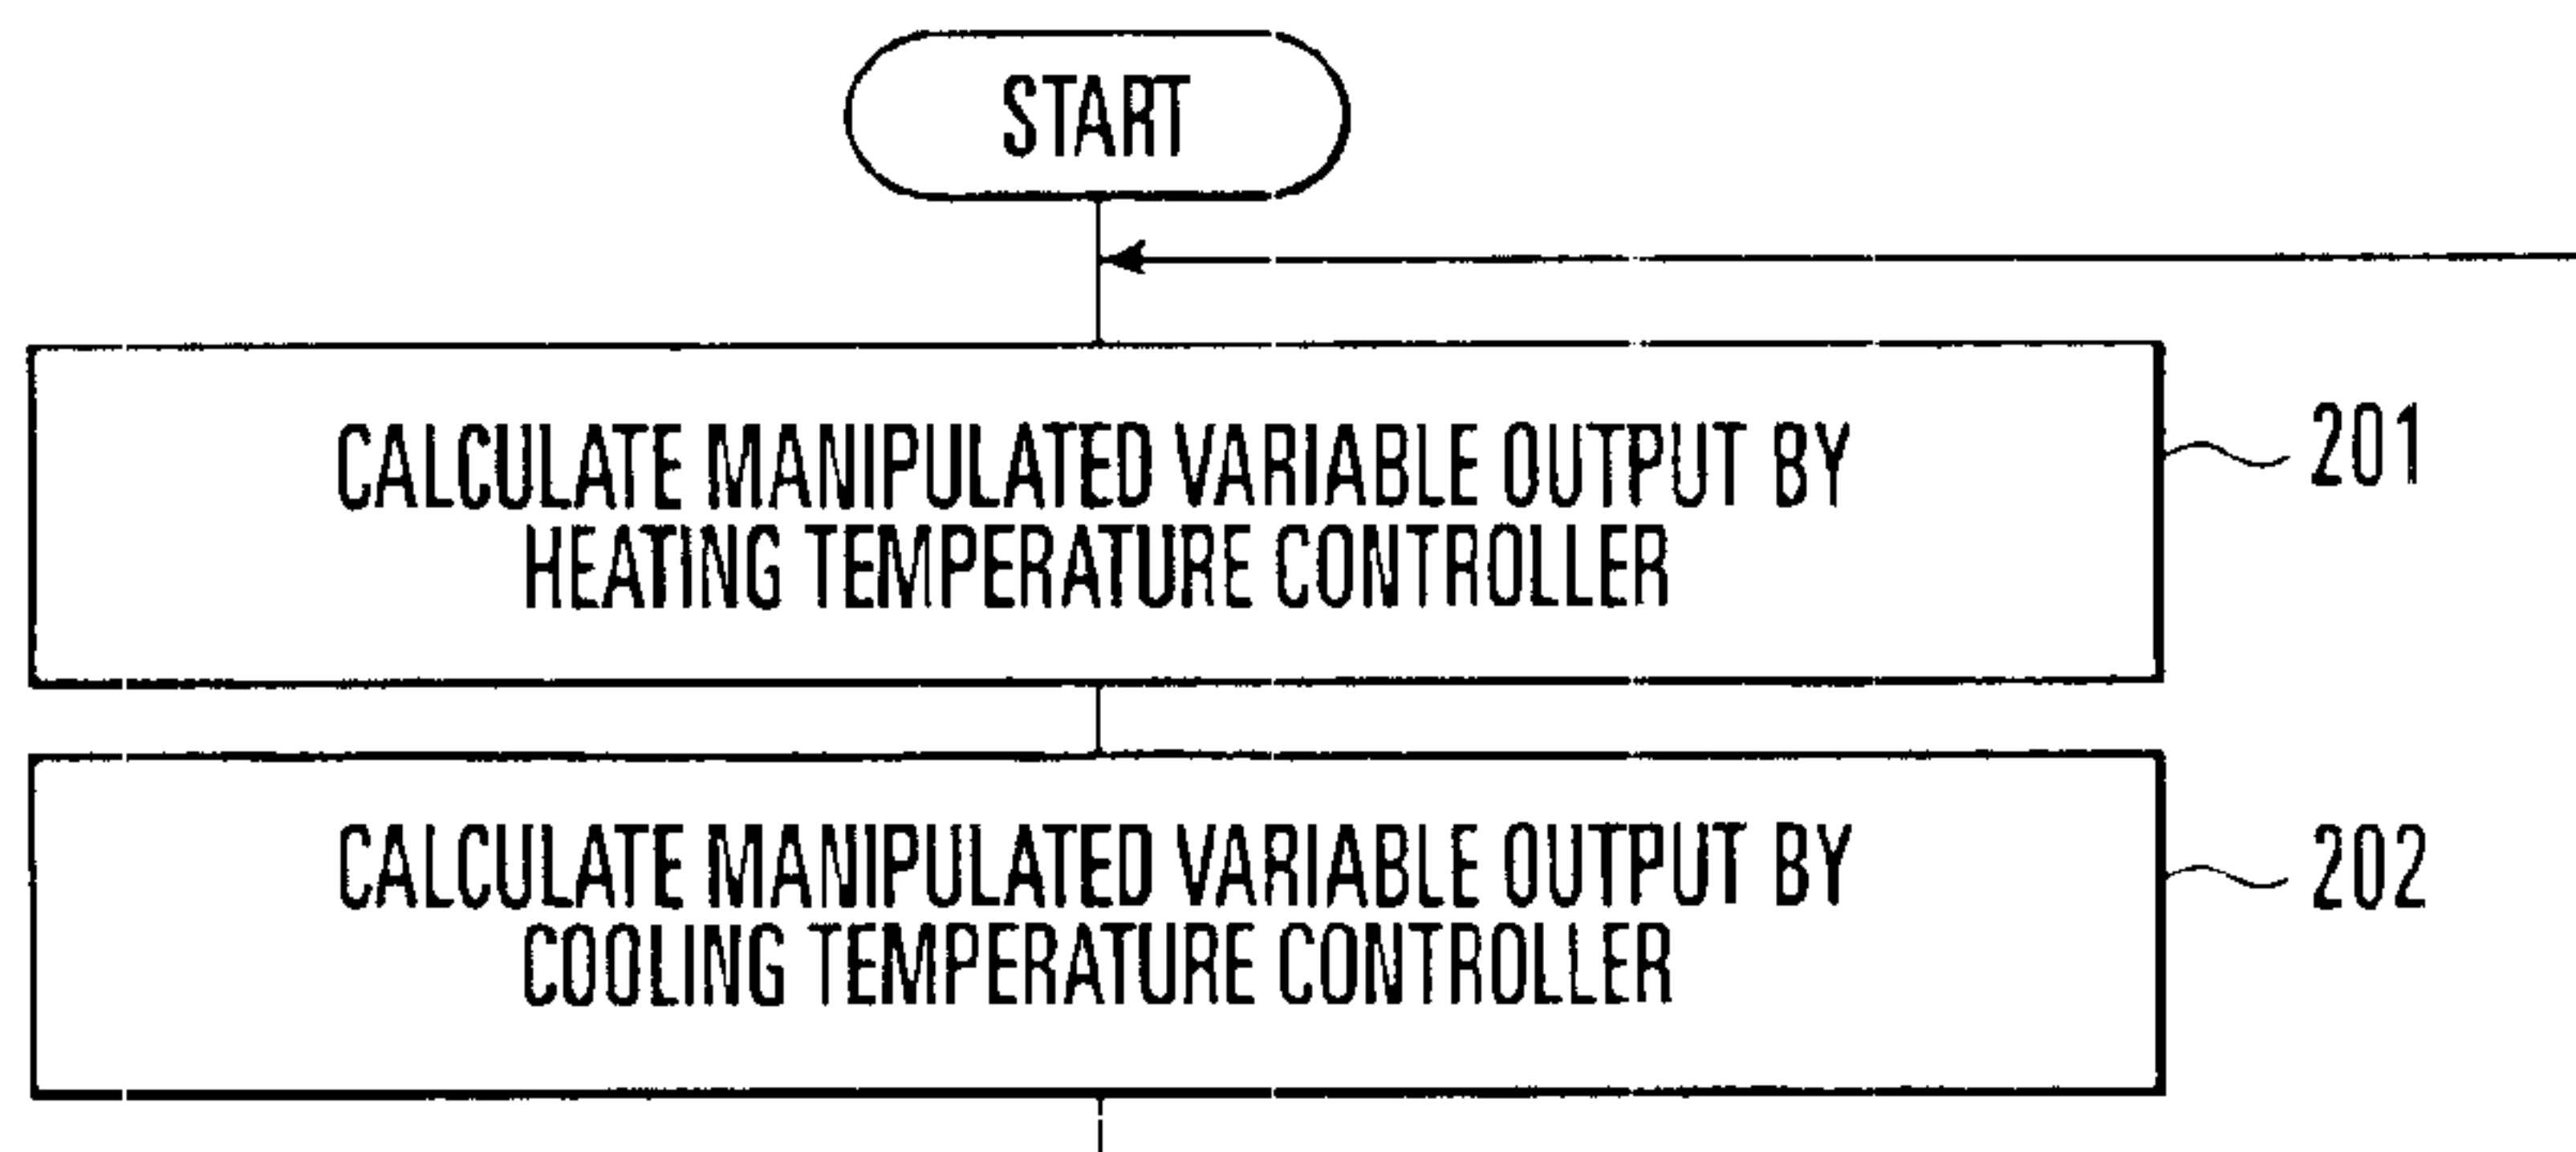 START
CALCULATE MANIPULATED VARIABLE OUTPUT BY
HEATING TEMPERATURE CONTROLLER
201
CALCULATE MANIPULATED VARIABLE OUTPUT BY
COOLING TEMPERATURE CONTROLLER
202